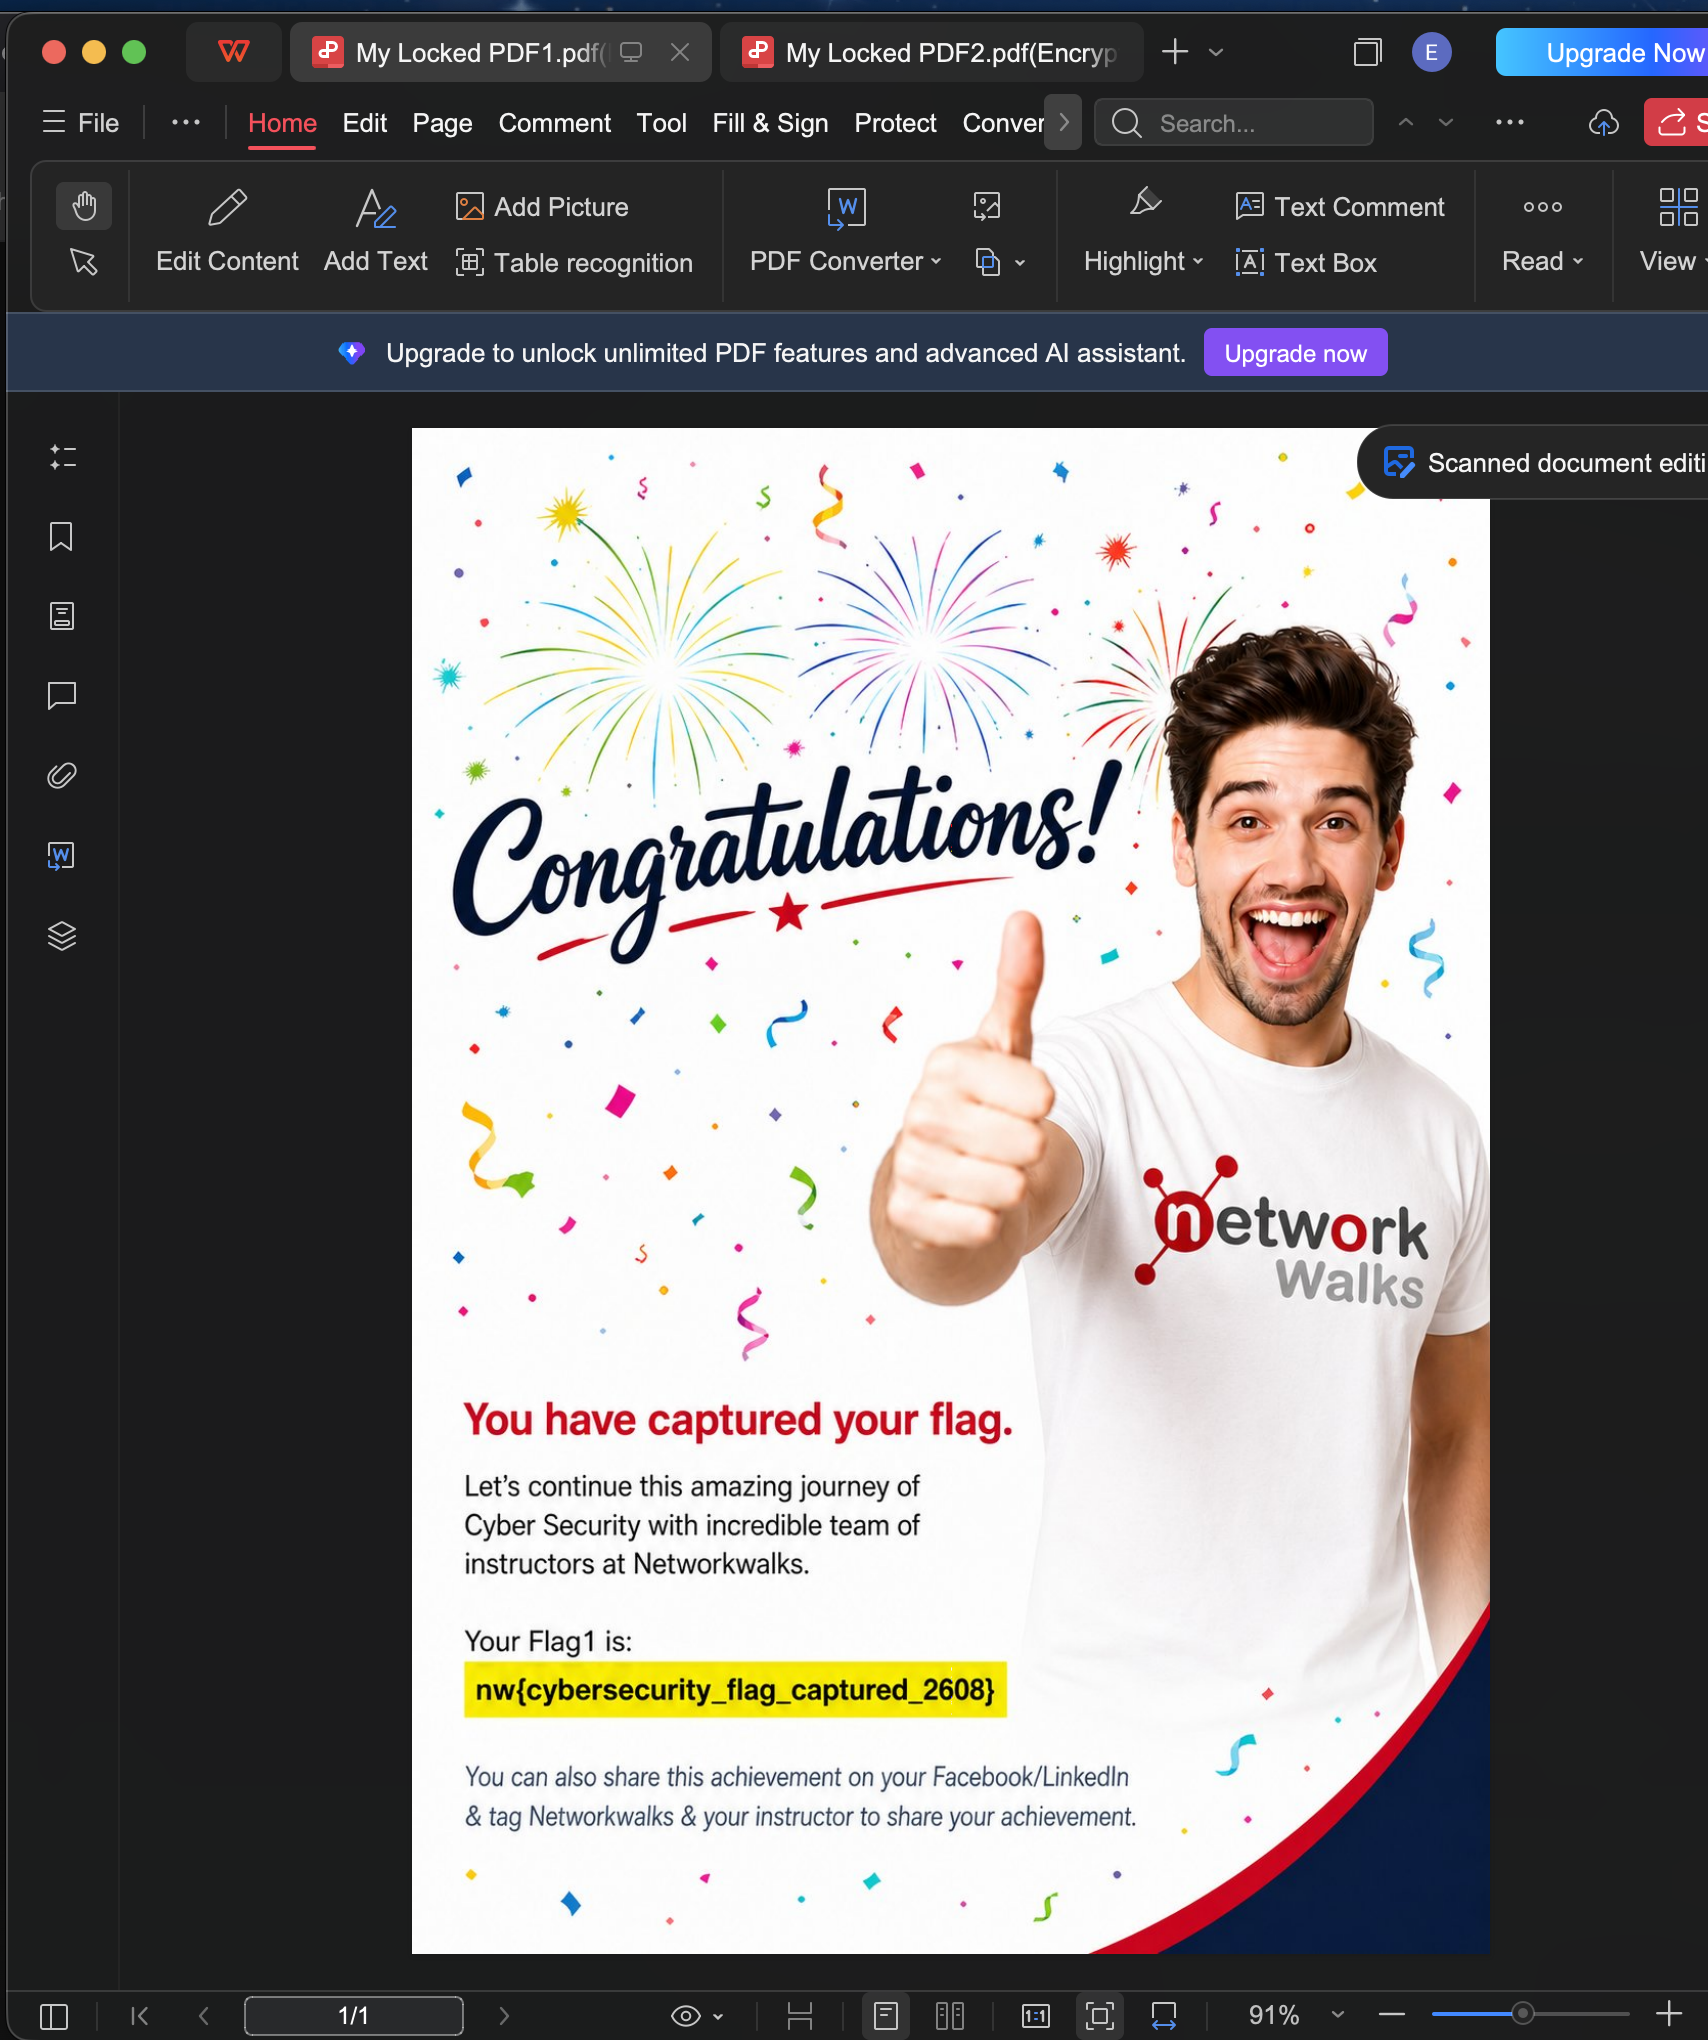 My Locked PDF1.pdf(
My Locked PDF2.pdf(Encryp
E
Upgrade Now
File
Home
Edit
Page
Comment
Tool
Fill & Sign
Protect
Conver
Search...
S
Edit Content
Add Text
Add Picture
Table recognition
PDF Converter
Highlight
Text Comment
Text Box
Read
View
Upgrade to unlock unlimited PDF features and advanced AI assistant.
Upgrade now
Scanned document editi
Congratulations!
network
Walks
You have captured your flag.
Let's continue this amazing journey of
Cyber Security with incredible team of
instructors at Networkwalks.
Your Flag1 is:
nw{cybersecurity_flag_captured_2608}
You can also share this achievement on your Facebook/LinkedIn
& tag Networkwalks & your instructor to share your achievement.
1/1
1:1
91%